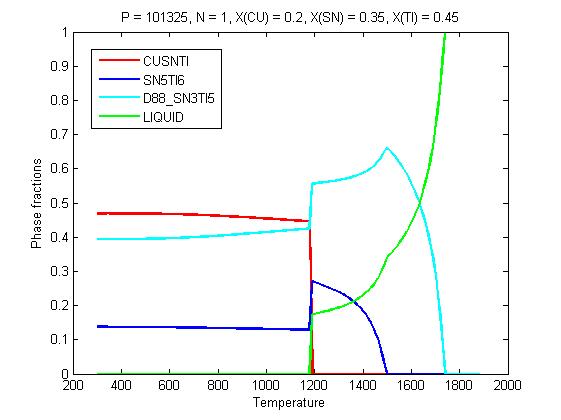 P = 101325, N = 1, X(CU) = 0.2, X(SN) = 0.35, X(TI) = 0.45
1
0.9
0.8
0.7
0.6
0.5
0.4
0.3
0.2
0.1
0
Phase fractions
CUSNTI
SN5TI6
D88_SN3TI5
LIQUID
200 400 600 800 1000 1200 1400 1600 1800 2000
Temperature